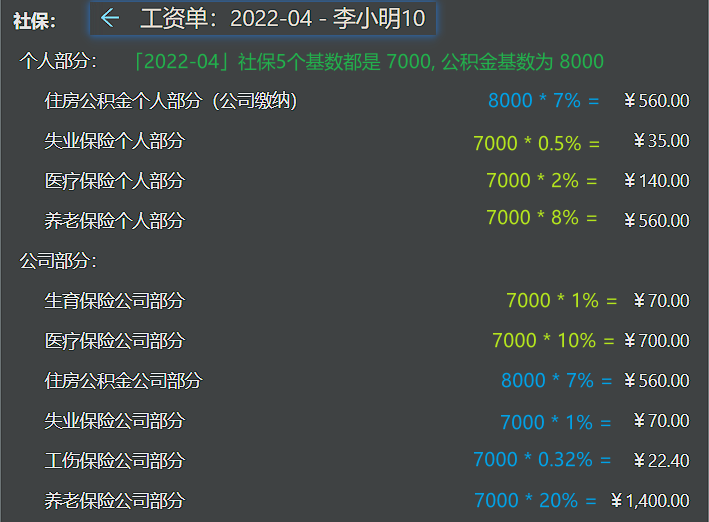 社保： ← 工资单：2022-04 - 李小明10
个人部分： 「2022-04」社保5个基数都是 7000, 公积金基数为 8000
住房公积金个人部分（公司缴纳） 8000 * 7% = ￥560.00
失业保险个人部分 7000 * 0.5% = ￥35.00
医疗保险个人部分 7000 * 2% = ￥140.00
养老保险个人部分 7000 * 8% = ￥560.00
公司部分：
生育保险公司部分 7000 * 1% = ￥70.00
医疗保险公司部分 7000 * 10% = ￥700.00
住房公积金公司部分 8000 * 7% = ￥560.00
失业保险公司部分 7000 * 1% = ￥70.00
工伤保险公司部分 7000 * 0.32% = ￥22.40
养老保险公司部分 7000 * 20% = ￥1,400.00